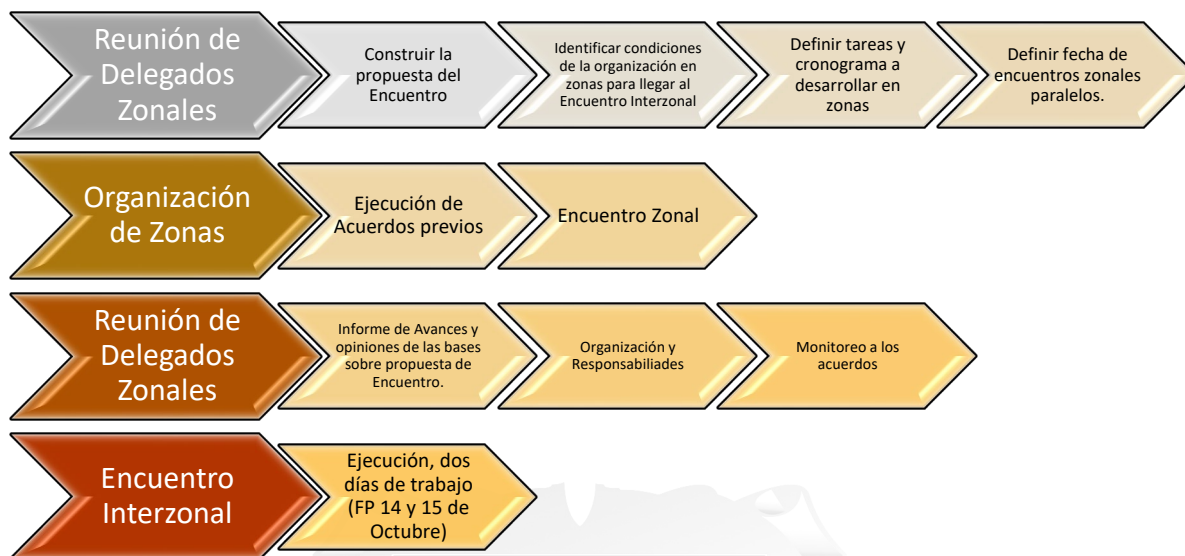 Reunión de
Delegados
Zonales
Construir la
propuesta del
Encuentro
Identificar condiciones
de la organización en
zonas para llegar al
Encuentro Interzonal
Definir tareas y
cronograma a
desarrollar en
zonas
Definir fecha de
encuentros zonales
paralelos.
Organización
de Zonas
Ejecución de
Acuerdos previos
Encuentro Zonal
Reunión de
Delegados
Zonales
Informe de Avances y
opiniones de las bases
sobre propuesta de
Encuentro.
Organización y
Responsabiliades
Monitoreo a los
acuerdos
Encuentro
Interzonal
Ejecución, dos
días de trabajo
(FP 14 y 15 de
Octubre)